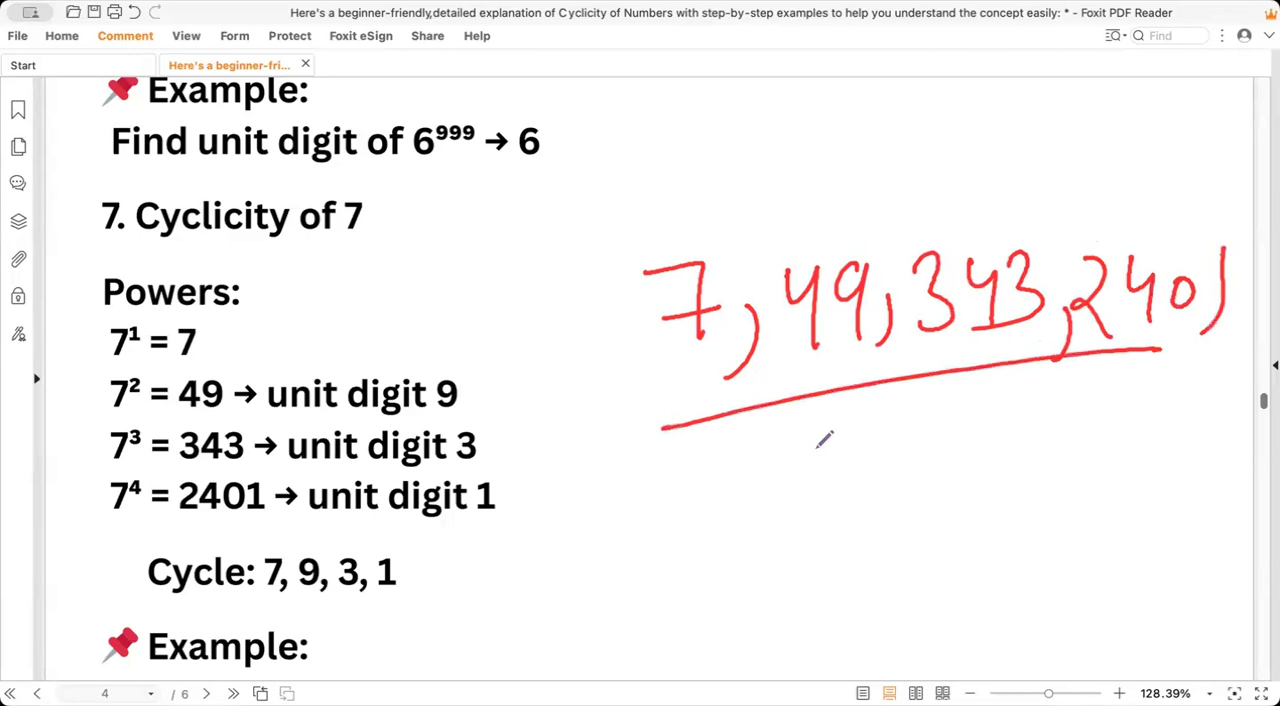 Here's a beginner-friendly,detailed explanation of Cyclicity of Numbers with step-by-step examples to help you understand the concept easily: * - Foxit PDF Reader
File Home Comment View Form Protect Foxit eSign Share Help Find
Start Here's a beginner-fri...
📌 Example:
Find unit digit of 6⁹⁹⁹ → 6
7. Cyclicity of 7
Powers:
7¹ = 7
7² = 49 → unit digit 9
7³ = 343 → unit digit 3
7⁴ = 2401 → unit digit 1
Cycle: 7, 9, 3, 1
📌 Example:
7, 49, 343, 2401
4 / 6 128.39%